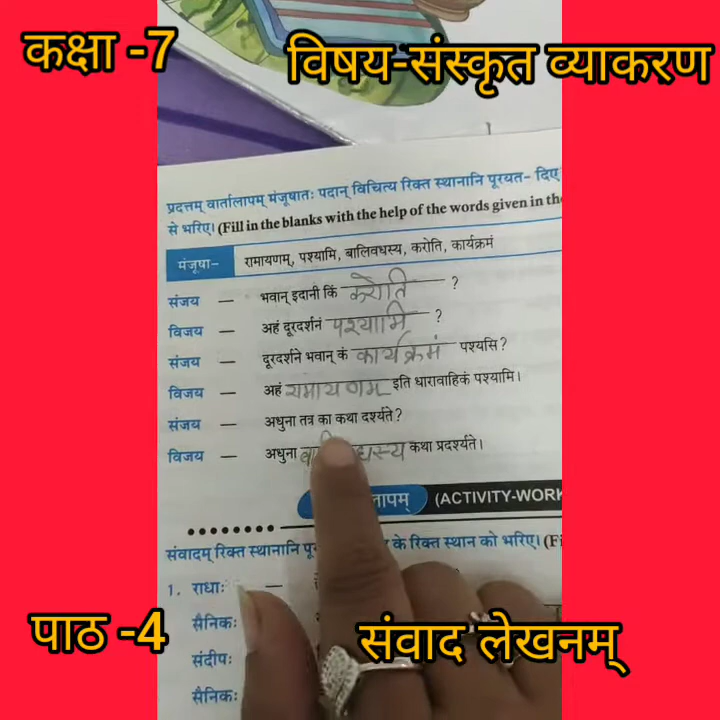 कक्षा -7
विषय-संस्कृत व्याकरण
प्रदत्तम् वार्तालापम् मंजूषातः पदान् विचित्य रिक्त स्थानानि पूरयत- दिए
से भरिए। (Fill in the blanks with the help of the words given in the
मंजूषा- रामायणम्, पश्यामि, बालिवधस्य, करोति, कार्यक्रमं
संजय — भवान् इदानीं किं करोति ?
विजय — अहं दूरदर्शनं पश्यामि ?
संजय — दूरदर्शने भवान् कं कार्यक्रमं पश्यसि ?
विजय — अहं रामायणम इति धारावाहिकं पश्यामि।
संजय — अधुना तत्र का कथा दर्श्यते?
विजय — अधुना कथा प्रदर्श्यते।
(ACTIVITY-WORK
संवादम् रिक्त स्थानानि के रिक्त स्थान को भरिए।
1. राधाः —
सैनिकः
संदीपः
सैनिकः
पाठ -4
संवाद लेखनम्